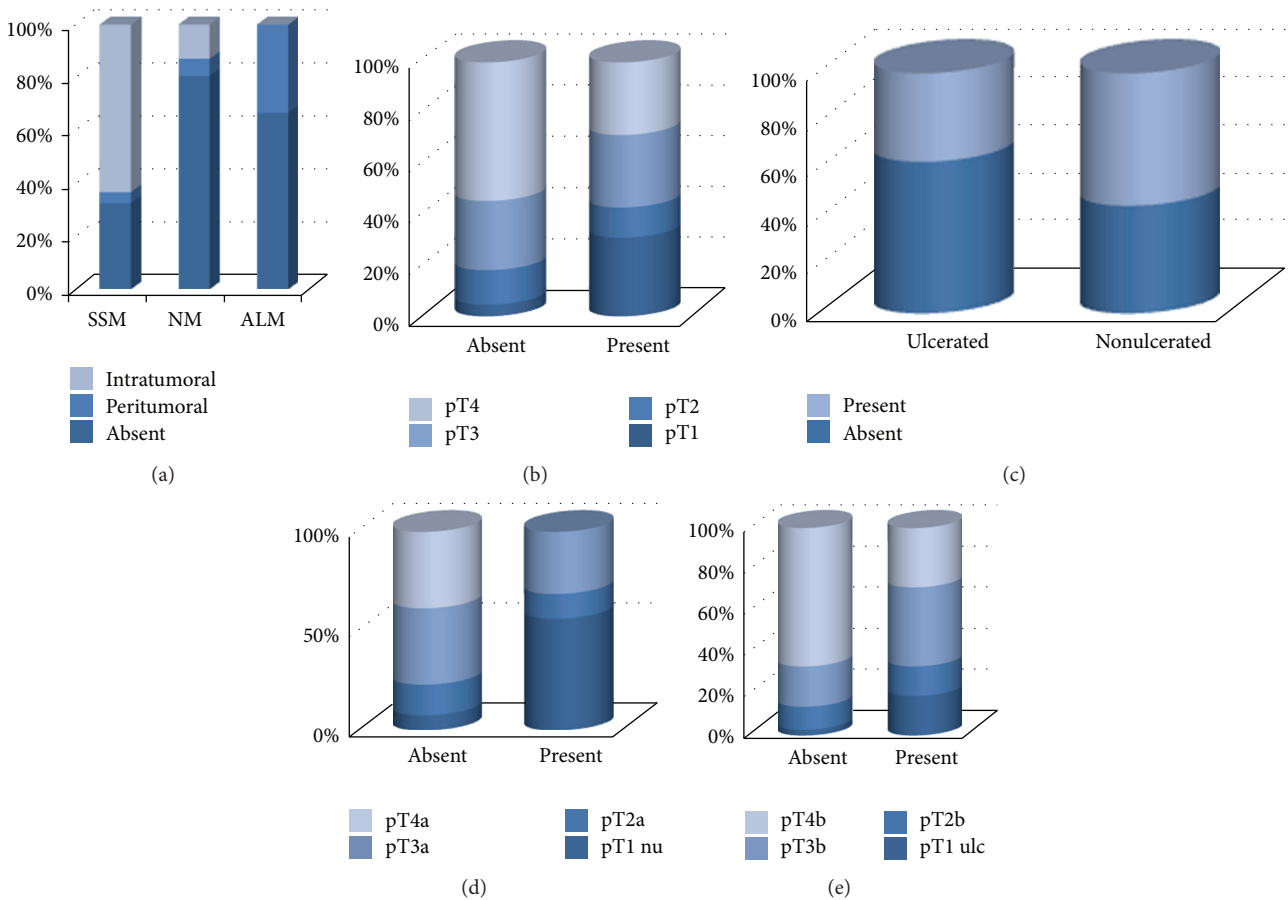 100%
80%
60%
40%
20%
0%
SSM NM ALM
Intratumoral
Peritumoral
Absent
(a)
100%
80%
60%
40%
20%
0%
Absent Present
pT4 pT2
pT3 pT1
(b)
100%
80%
60%
40%
20%
0%
Ulcerated Nonulcerated
Present
Absent
(c)
100%
50%
0%
Absent Present
pT4a pT2a
pT3a pT1 nu
(d)
100%
80%
60%
40%
20%
0%
Absent Present
pT4b pT2b
pT3b pT1 ulc
(e)